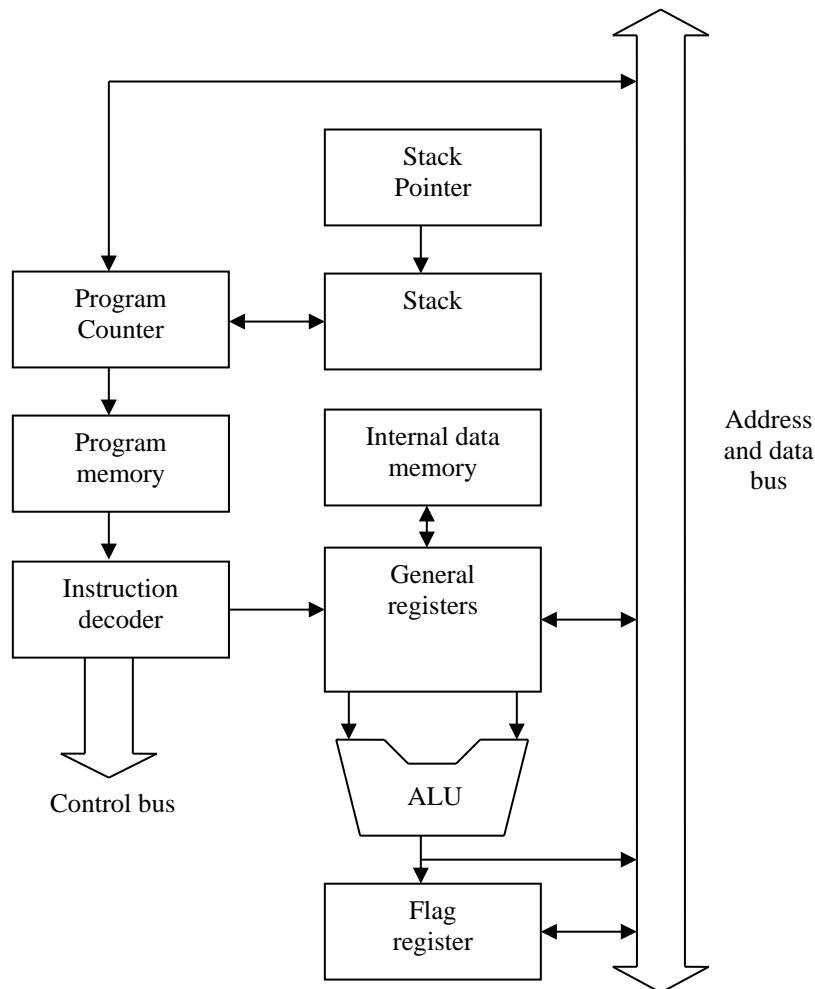 Stack
Pointer
Program
Counter
Stack
Program
memory
Internal data
memory
Address
and data
bus
Instruction
decoder
General
registers
Control bus
ALU
Flag
register